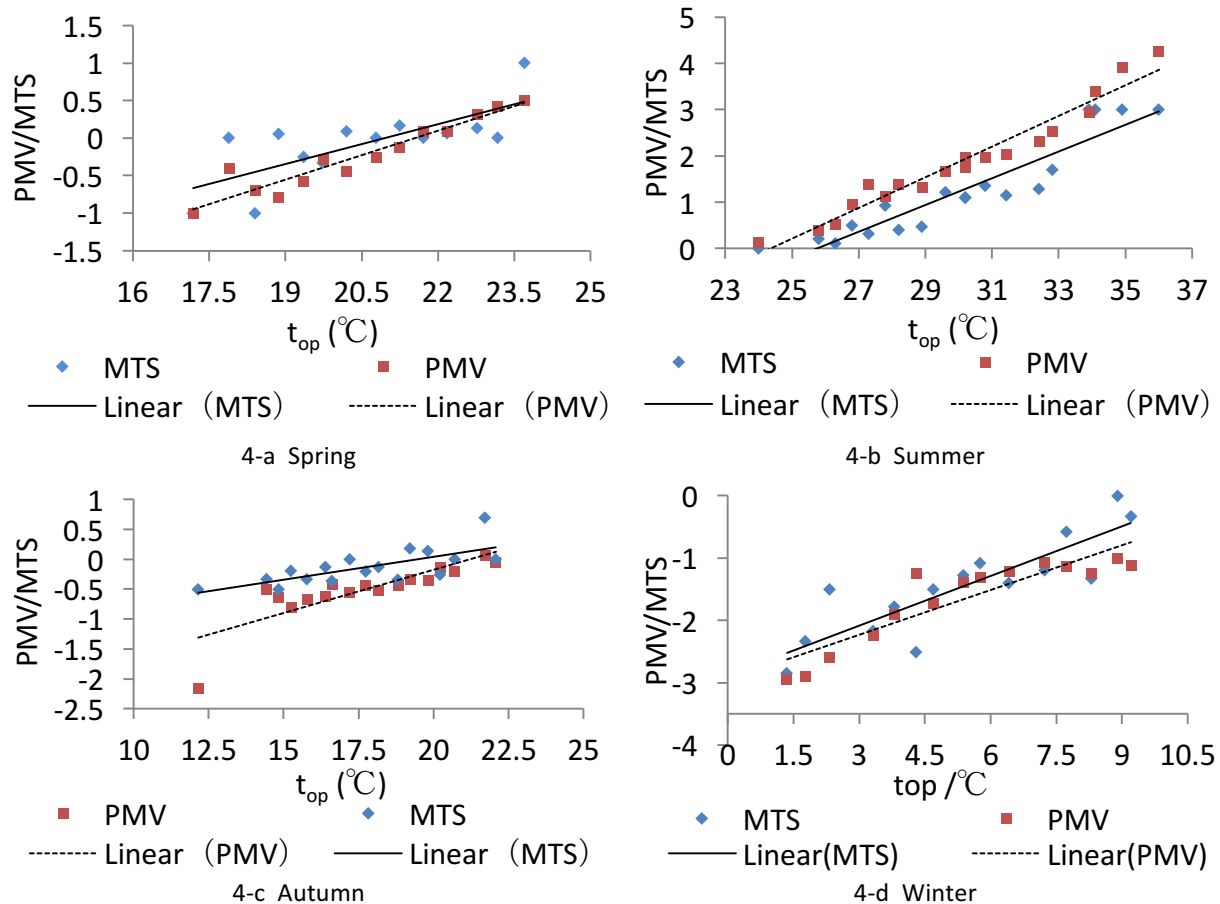 1.5
1
0.5
0
-0.5
-1
-1.5
PMV/MTS
16 17.5 19 20.5 22 23.5 25
top (℃)
MTS PMV
Linear （MTS） Linear （PMV）
4-a Spring
5
4
3
2
1
0
PMV/MTS
23 25 27 29 31 33 35 37
top (℃)
MTS PMV
Linear （MTS） Linear （PMV）
4-b Summer
1
0.5
0
-0.5
-1
-1.5
-2
-2.5
PMV/MTS
10 12.5 15 17.5 20 22.5 25
top (℃)
PMV MTS
Linear （PMV） Linear （MTS）
4-c Autumn
0
-1
-2
-3
-4
PMV/MTS
0 1.5 3 4.5 6 7.5 9 10.5
top /℃
MTS PMV
Linear(MTS) Linear(PMV)
4-d Winter